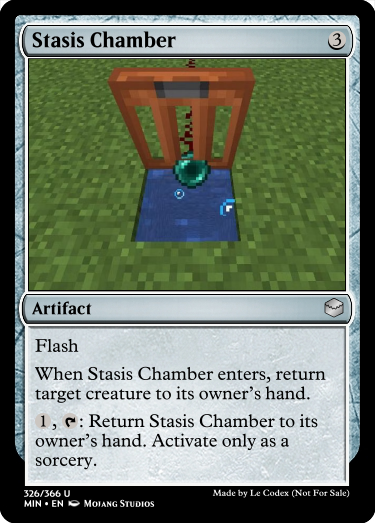 Stasis Chamber 3
Artifact
Flash
When Stasis Chamber enters, return
target creature to its owner's hand.
1, : Return Stasis Chamber to its
owner's hand. Activate only as a
sorcery.
326/366 U Made by Le Codex (Not For Sale)
MIN • EN Mojang Studios